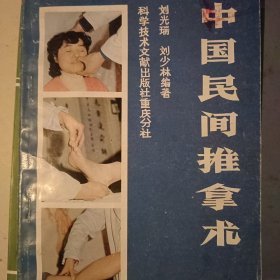 中国民间推拿术
刘光瑞 刘少林编著
科学技术文献出版社重庆分社